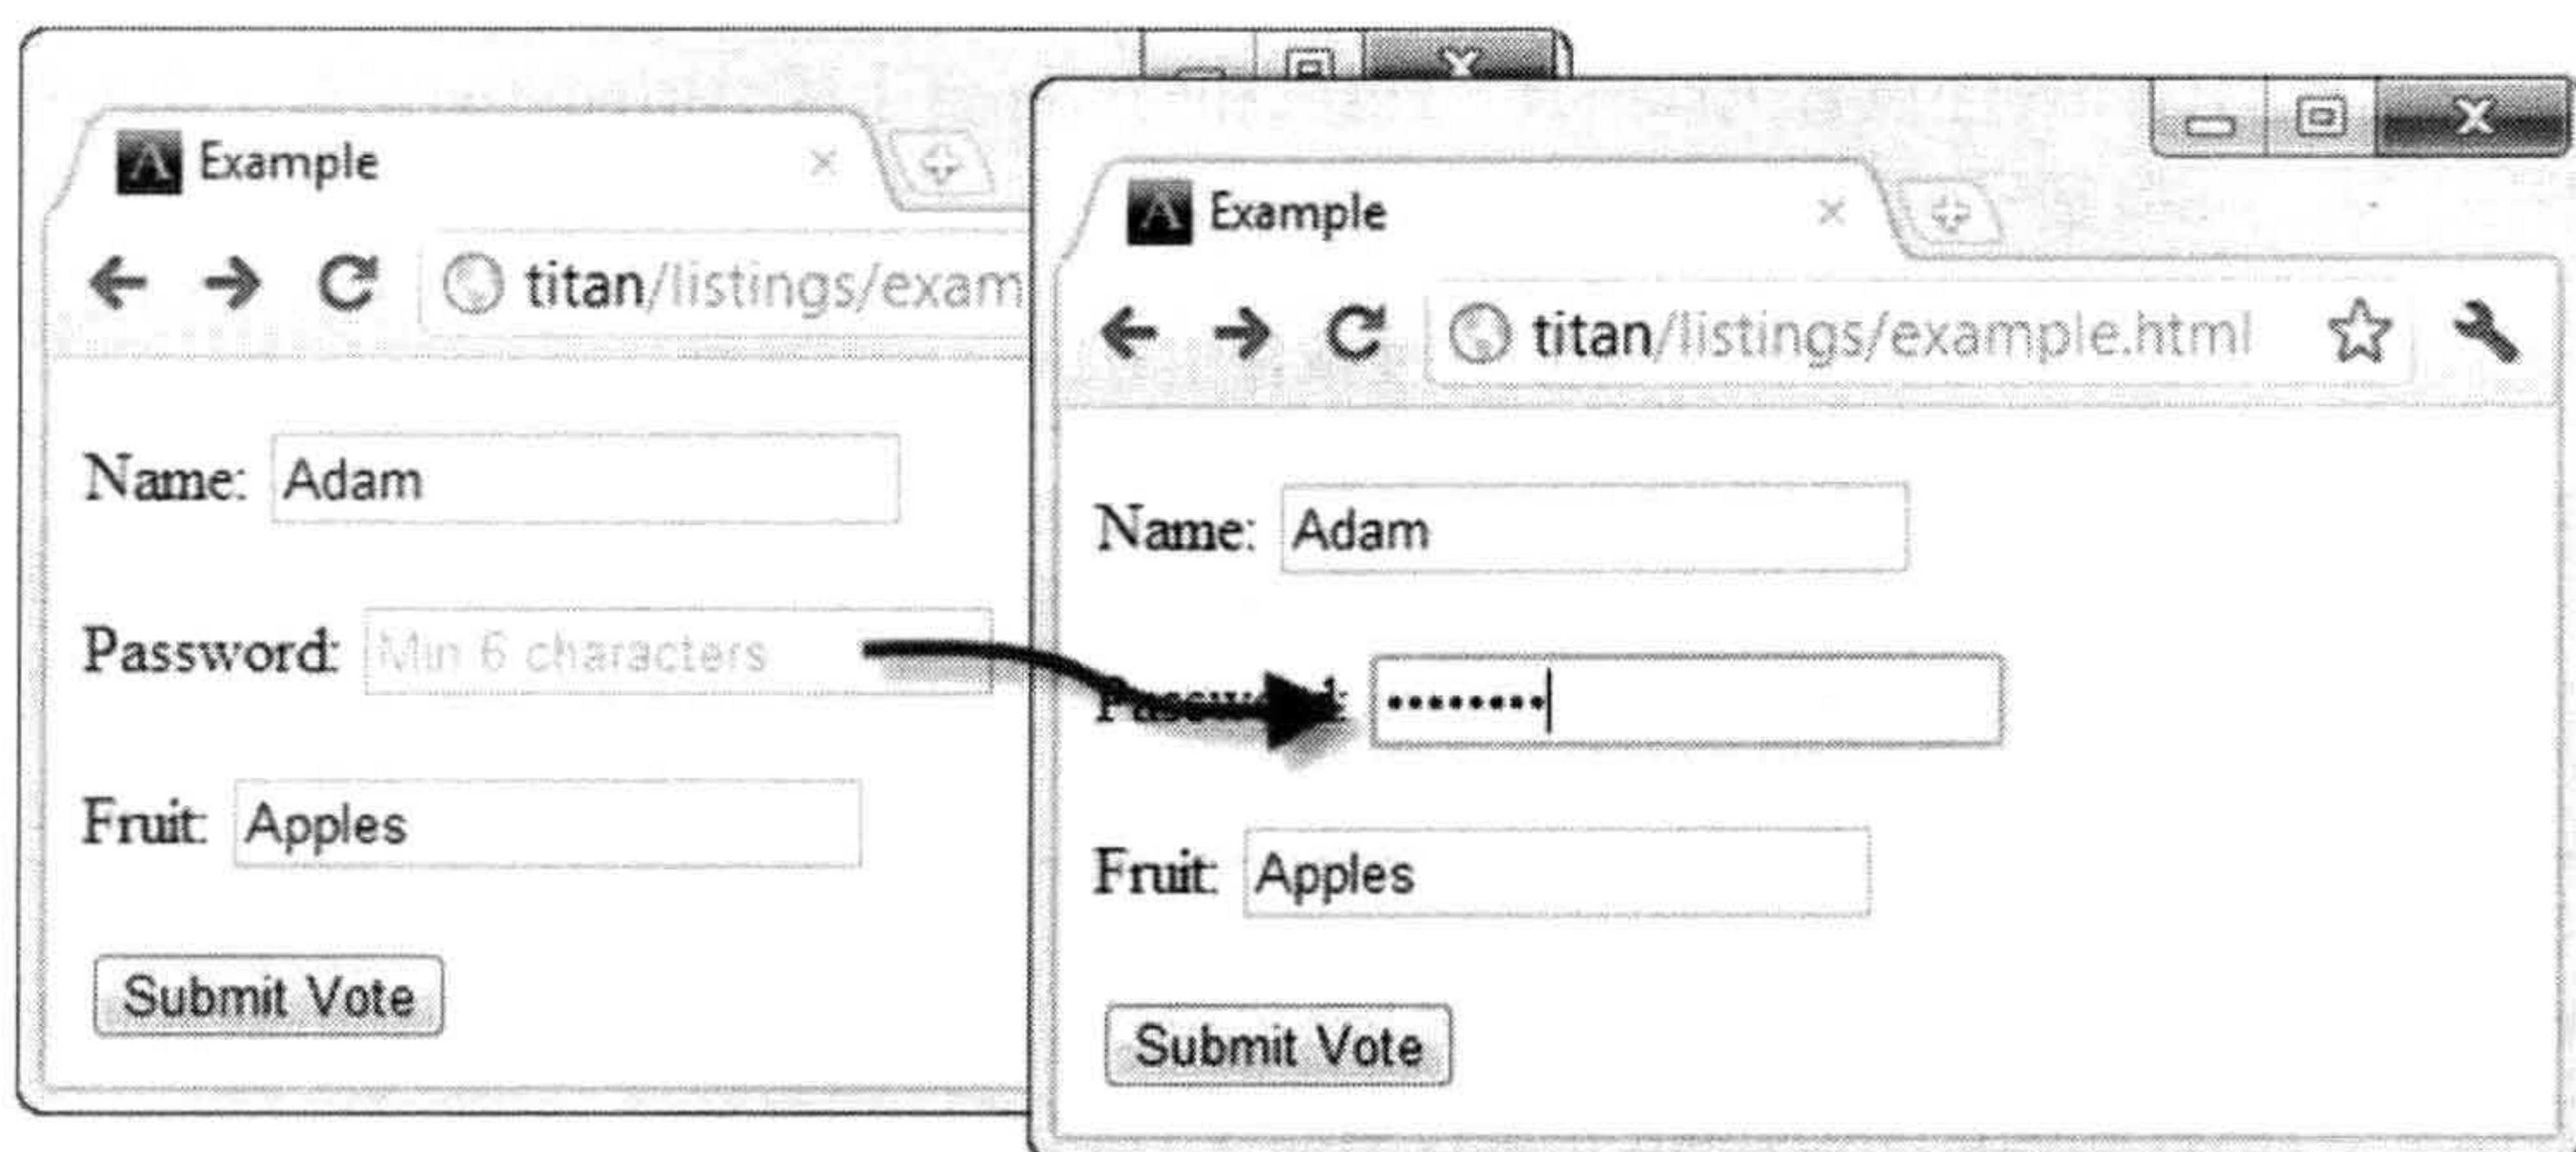 Example
titan/listings/exam
Name: Adam
Password: Min 6 characters
Fruit: Apples
Submit Vote
Example
titan/listings/example.html
Name: Adam
Password: ••••••••
Fruit: Apples
Submit Vote